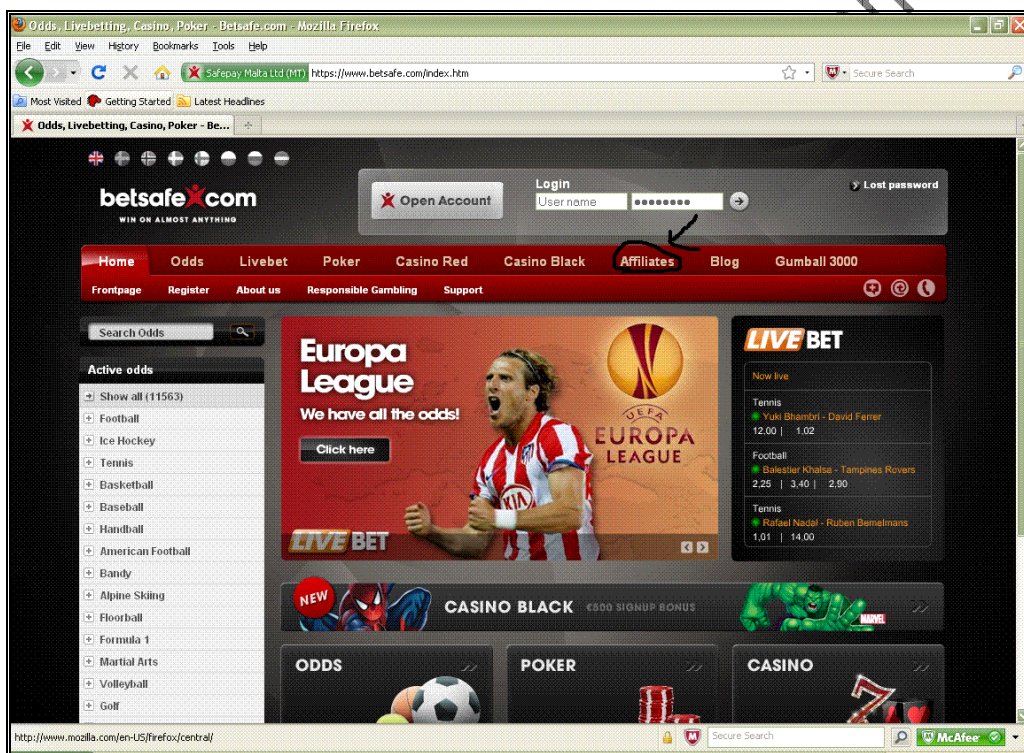 Odds, Livebetting, Casino, Poker - Betsafe.com - Mozilla Firefox
File Edit View History Bookmarks Tools Help
Safepay Malta Ltd (MT) https://www.betsafe.com/index.htm Secure Search
Most Visited Getting Started Latest Headlines
Odds, Livebetting, Casino, Poker - Be...
betsafe.com
WIN ON ALMOST ANYTHING
Open Account
Login
User name
Lost password
Home Odds Livebet Poker Casino Red Casino Black Affiliates Blog Gumball 3000
Frontpage Register About us Responsible Gambling Support
Search Odds
Active odds
Show all (11563)
Football
Ice Hockey
Tennis
Basketball
Baseball
Handball
American Football
Bandy
Alpine Skiing
Floorball
Formula 1
Martial Arts
Volleyball
Golf
Europa
League
We have all the odds!
Click here
LIVE BET
KIA
UEFA
EUROPA
LEAGUE
LIVE BET
Now live
Tennis
Yuki Bhambri - David Ferrer
12,00 | 1,02
Football
Balestier Khalsa - Tampines Rovers
2,25 | 3,40 | 2,90
Tennis
Rafael Nadal - Ruben Bemelmans
1,01 | 14,00
NEW
CASINO BLACK €500 SIGNUP BONUS
MARVEL
ODDS
POKER
CASINO
http://www.mozilla.com/en-US/firefox/central/
Secure Search
McAfee